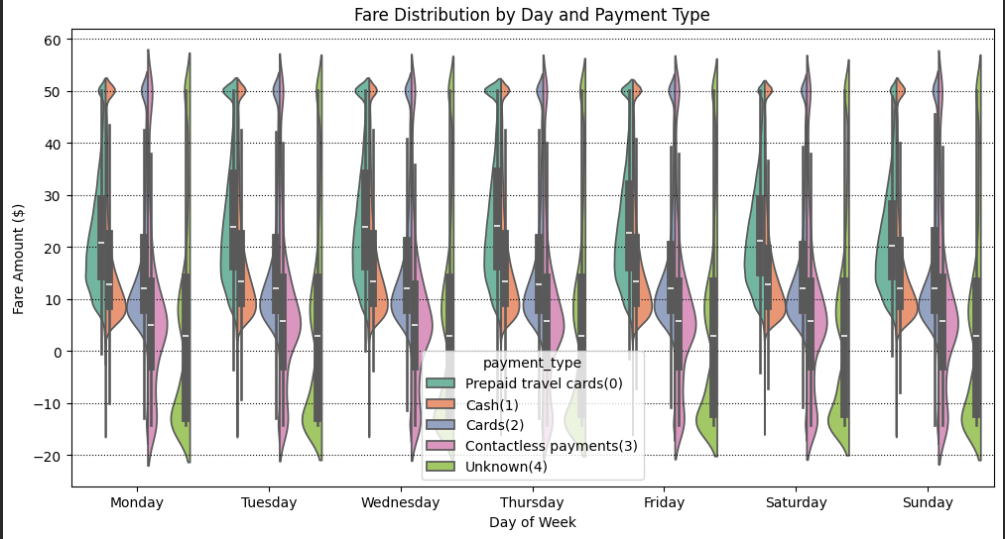 Fare Distribution by Day and Payment Type
Fare Amount ($)
60
50
40
30
20
10
0
−10
−20
payment_type
Prepaid travel cards(0)
Cash(1)
Cards(2)
Contactless payments(3)
Unknown(4)
Monday Tuesday Wednesday Thursday Friday Saturday Sunday
Day of Week